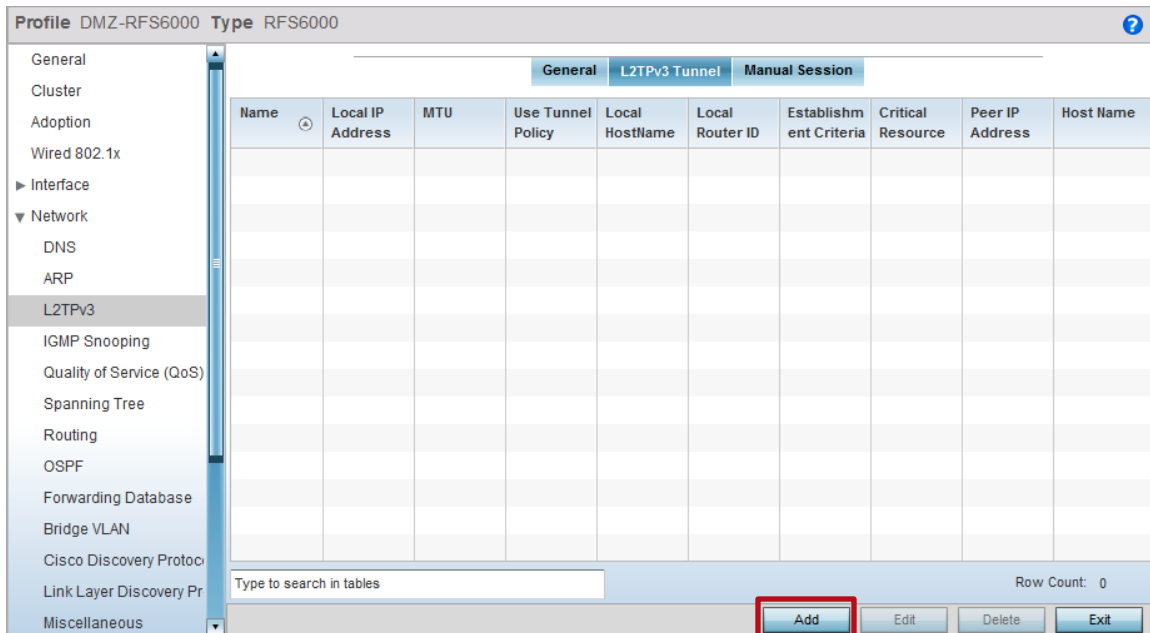 Profile DMZ-RFS6000 Type RFS6000
General
Cluster
Adoption
Wired 802.1x
Interface
Network
DNS
ARP
L2TPv3
IGMP Snooping
Quality of Service (QoS)
Spanning Tree
Routing
OSPF
Forwarding Database
Bridge VLAN
Cisco Discovery Protoc
Link Layer Discovery Pr
Miscellaneous
General L2TPv3 Tunnel Manual Session
Name Local IP Address MTU Use Tunnel Policy Local HostName Local Router ID Establishm ent Criteria Critical Resource Peer IP Address Host Name
Type to search in tables Row Count: 0
Add Edit Delete Exit